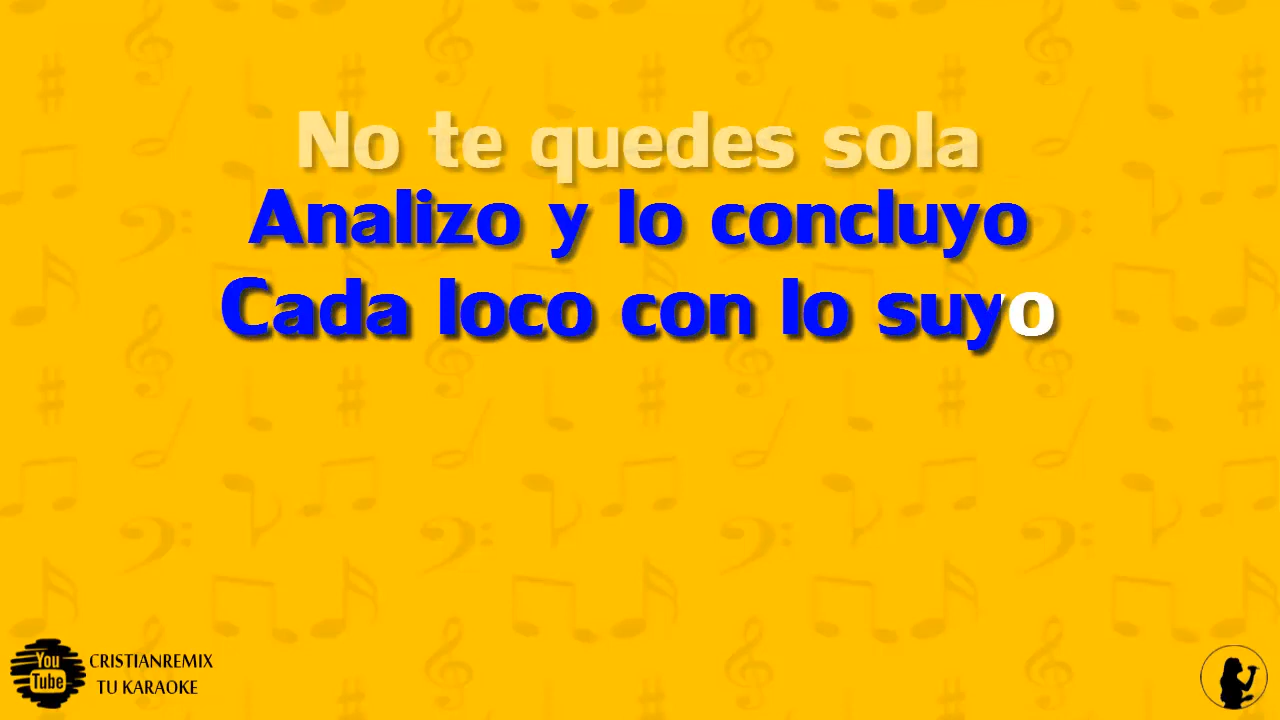 No te quedes sola
Analizo y lo concluyo
Cada loco con lo suyo
You
Tube
CRISTIANREMIX
TU KARAOKE